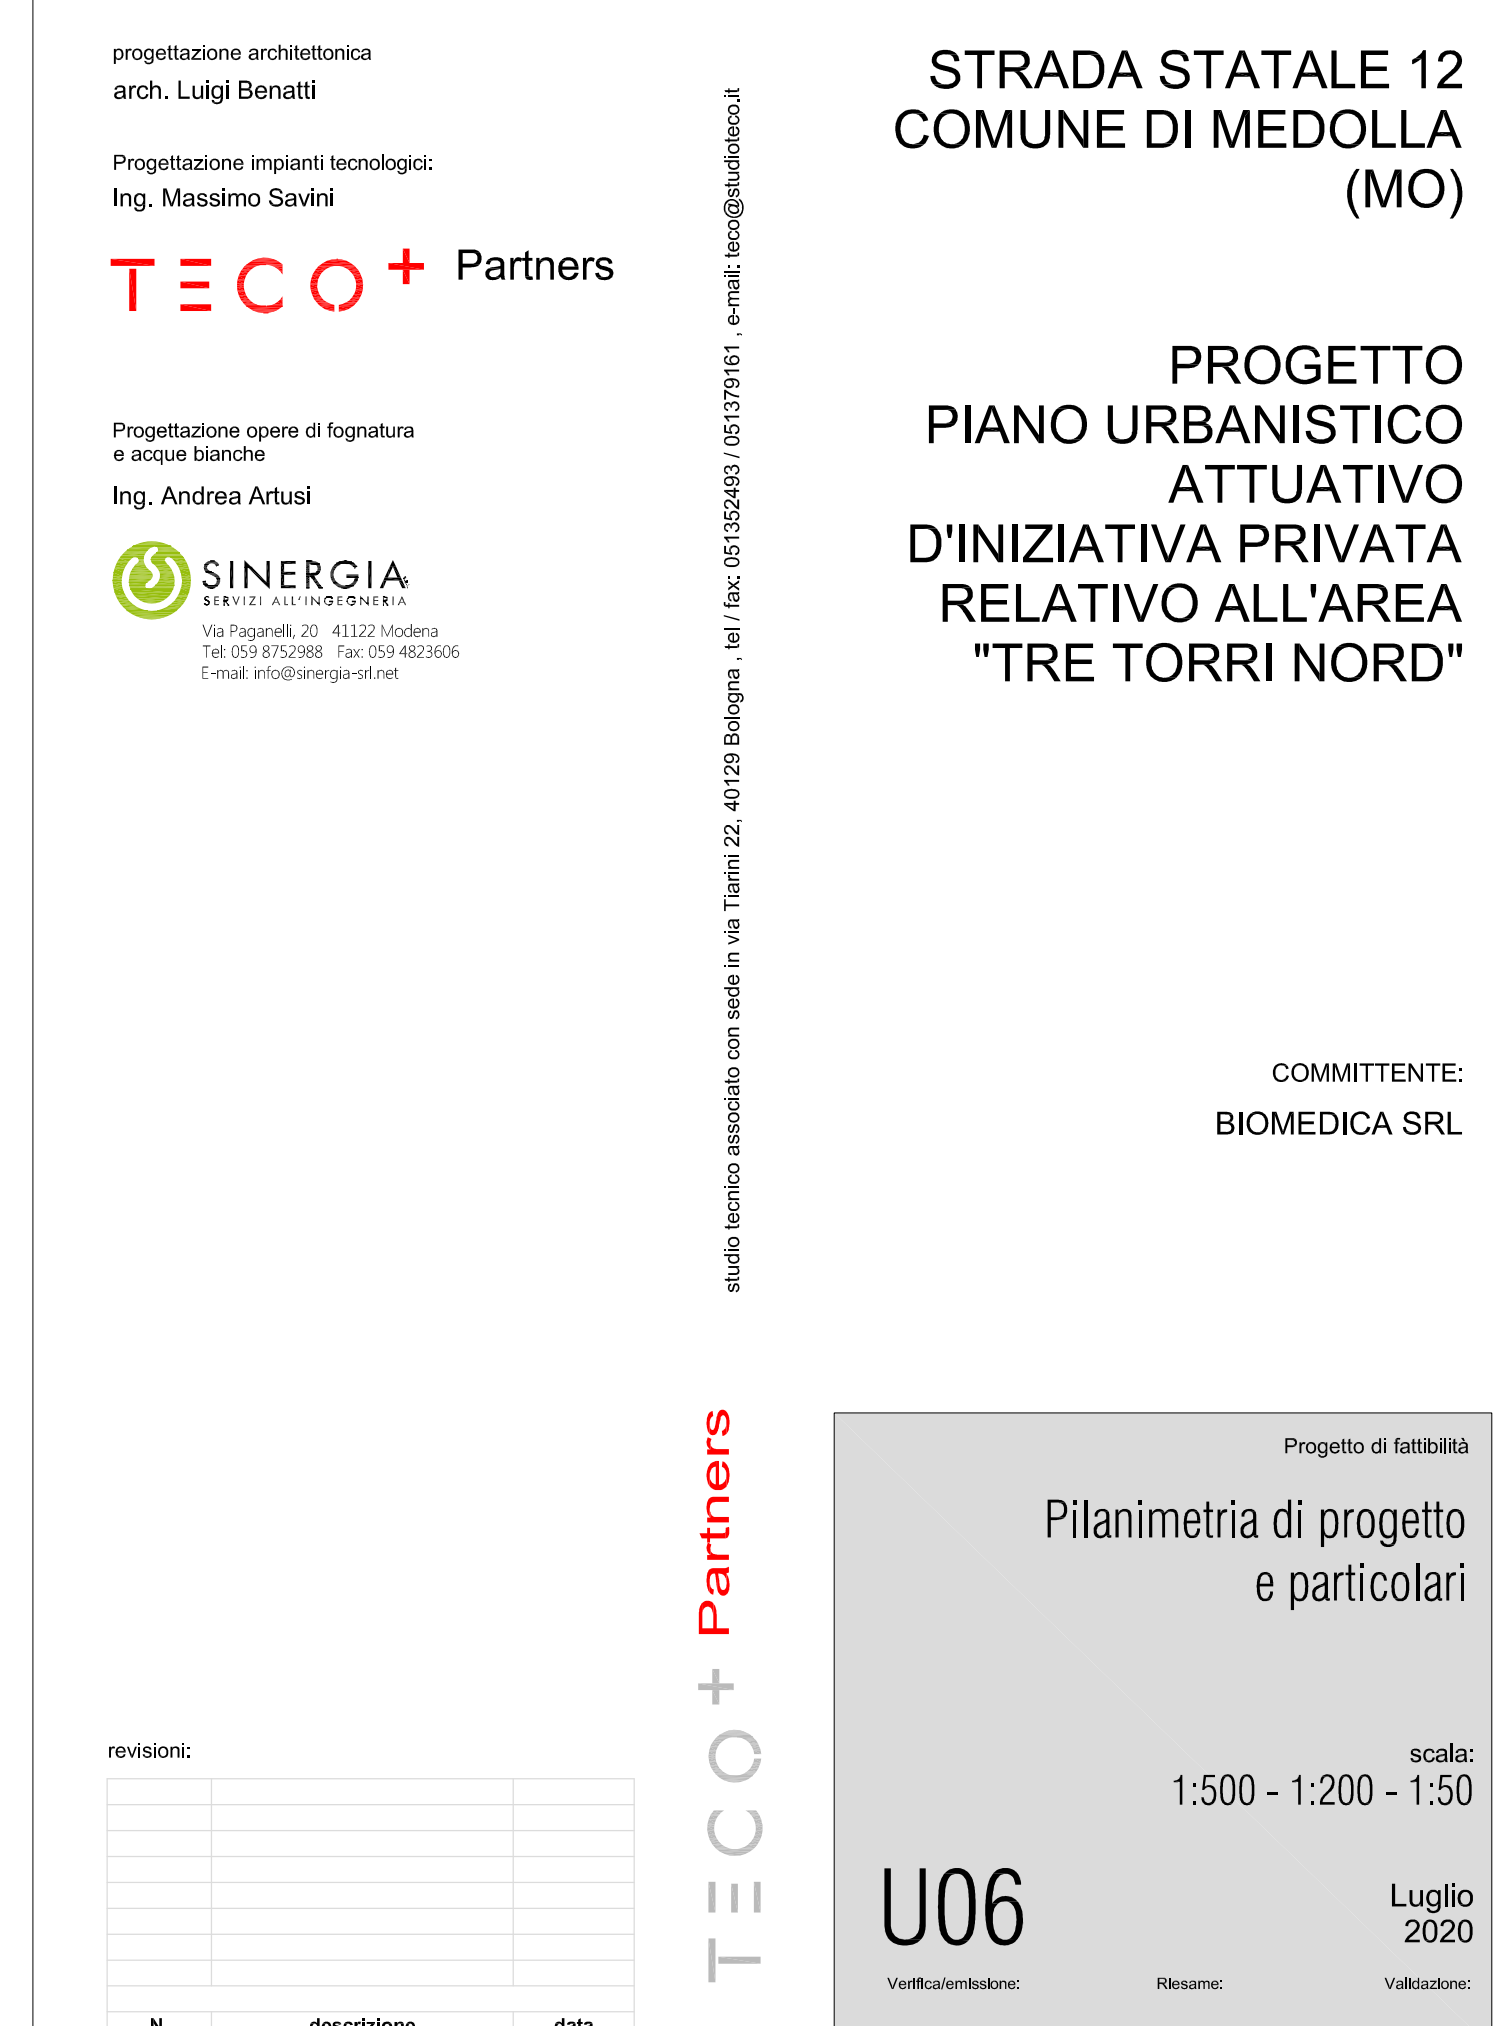 progettazione architettonica
arch. Luigi Benatti
Progettazione impianti tecnologici:
Ing. Massimo Savini
TECO+ Partners
Progettazione opere di fognatura
e acque bianche
Ing. Andrea Artusi
SINERGIA
SERVIZI ALL'INGEGNERIA
Via Paganelli, 20 41122 Modena
Tel: 059 8752988 Fax: 059 4823606
E-mail: info@sinergia-srl.net
revisioni:
N descrizione data
studio tecnico associato con sede in via Tiarini 22, 40129 Bologna , tel / fax: 051352493 / 051379161 , e-mail: teco@studioteco.it
TECO+ Partners
STRADA STATALE 12
COMUNE DI MEDOLLA
(MO)
PROGETTO
PIANO URBANISTICO
ATTUATIVO
D'INIZIATIVA PRIVATA
RELATIVO ALL'AREA
"TRE TORRI NORD"
COMMITTENTE:
BIOMEDICA SRL
Progetto di fattibilità
Pilanimetria di progetto
e particolari
scala:
1:500 - 1:200 - 1:50
U06
Luglio
2020
Verifica/emissione: Riesame: Validazione: